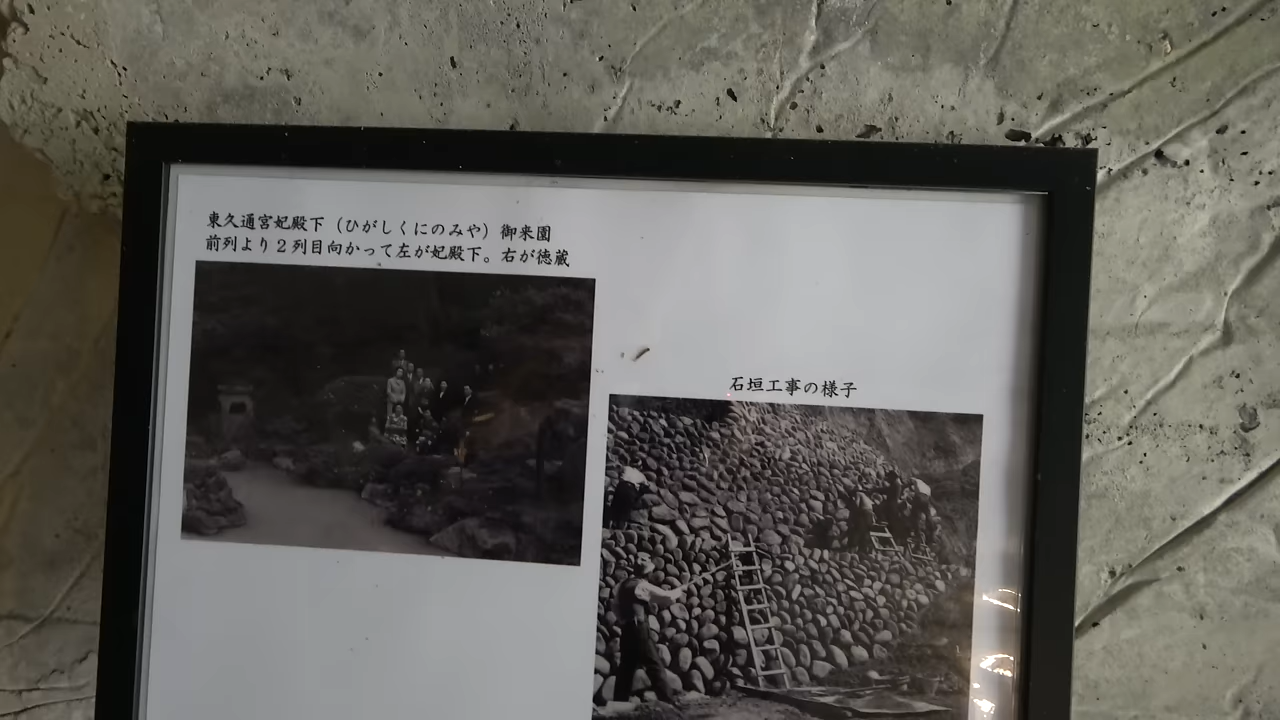 東久通宮妃殿下（ひがしくにのみや）御来園
前列より２列目向かって左が妃殿下。右が徳蔵
石垣工事の様子